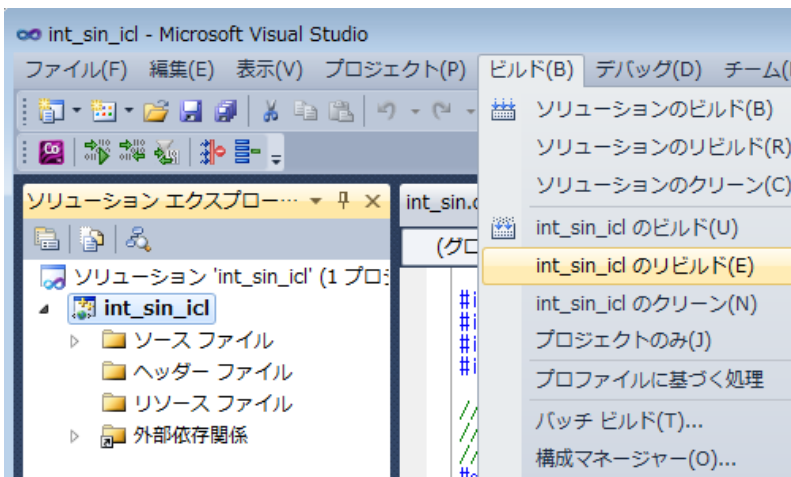 int_sin_icl - Microsoft Visual Studio
ファイル(F) 編集(E) 表示(V) プロジェクト(P) ビルド(B) デバッグ(D) チーム(
ソリューションのビルド(B)
ソリューションのリビルド(R)
ソリューションのクリーン(C)
int_sin_icl のビルド(U)
int_sin_icl のリビルド(E)
int_sin_icl のクリーン(N)
プロジェクトのみ(J)
プロファイルに基づく処理
バッチ ビルド(T)...
構成マネージャー(O)...
ソリューション エクスプロー…
ソリューション 'int_sin_icl' (1 プロ
int_sin_icl
ソース ファイル
ヘッダー ファイル
リソース ファイル
外部依存関係
int_sin.
(グロ
#i
#i
#i
#i
//
//
//